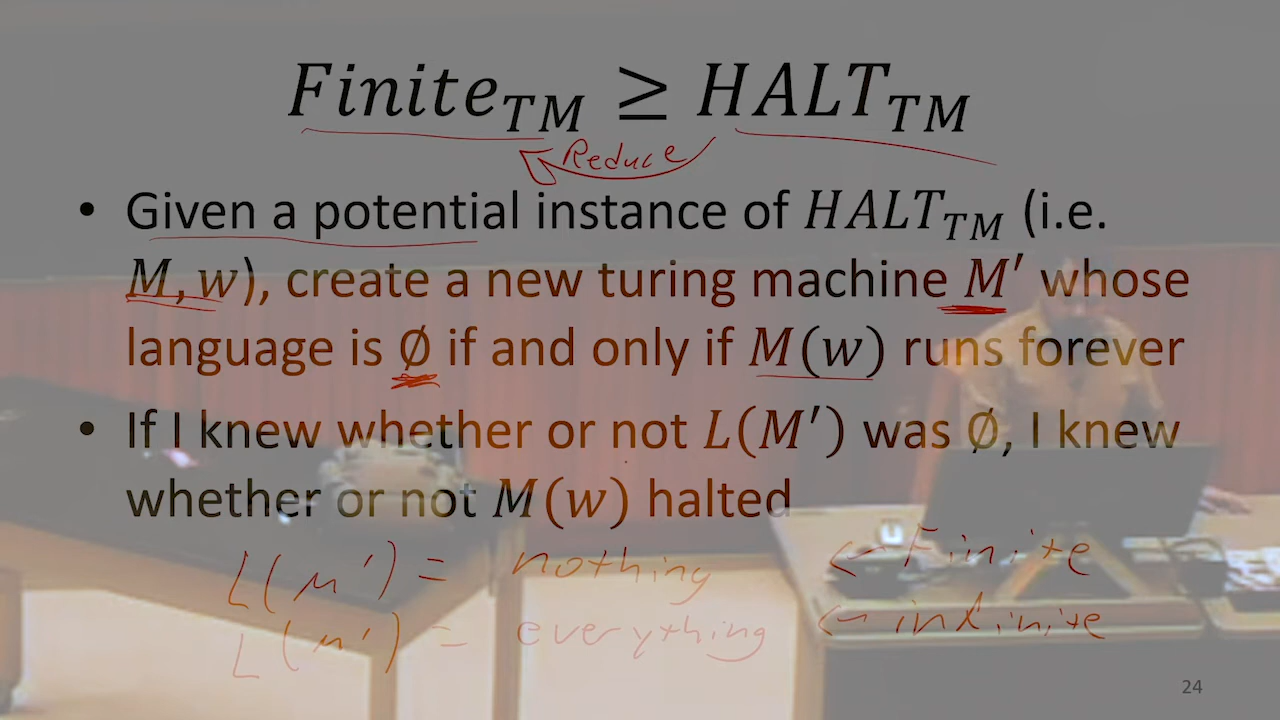 Finite_TM ≥ HALT_TM
Reduce
• Given a potential instance of HALT_TM (i.e.
M, w), create a new turing machine M′ whose
language is ∅ if and only if M(w) runs forever
• If I knew whether or not L(M′) was ∅, I knew
whether or not M(w) halted
L(M') = nothing ← Finite
L(M') = everything ← infinite
24